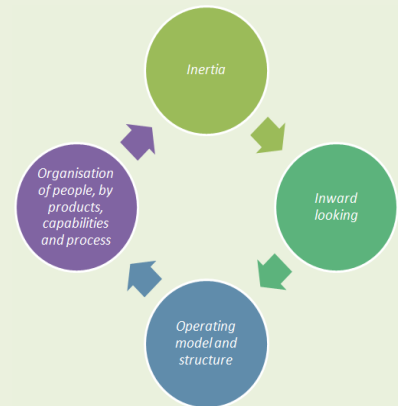 Inertia
Inward
looking
Operating
model and
structure
Organisation
of people, by
products,
capabilities
and process